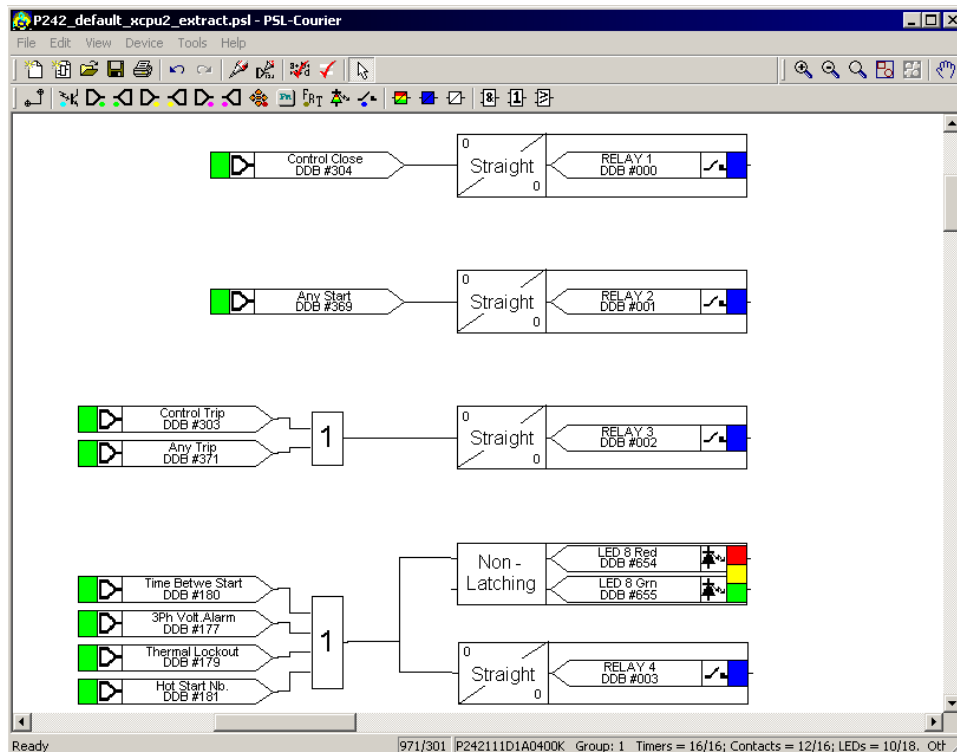 P242_default_xcpu2_extract.psl - PSL-Courier
File Edit View Device Tools Help
Control Close
DDB #304
0
Straight
0
RELAY 1
DDB #000
Any Start
DDB #369
0
Straight
0
RELAY 2
DDB #001
Control Trip
DDB #303
Any Trip
DDB #371
1
0
Straight
0
RELAY 3
DDB #002
Non -
Latching
LED 8 Red
DDB #654
LED 8 Grn
DDB #655
Time Betwe Start
DDB #180
3Ph Volt.Alarm
DDB #177
Thermal Lockout
DDB #179
Hot Start Nb.
DDB #181
1
0
Straight
0
RELAY 4
DDB #003
Ready 971/301 P242111D1A0400K Group: 1 Timers = 16/16; Contacts = 12/16; LEDs = 10/18. Oth